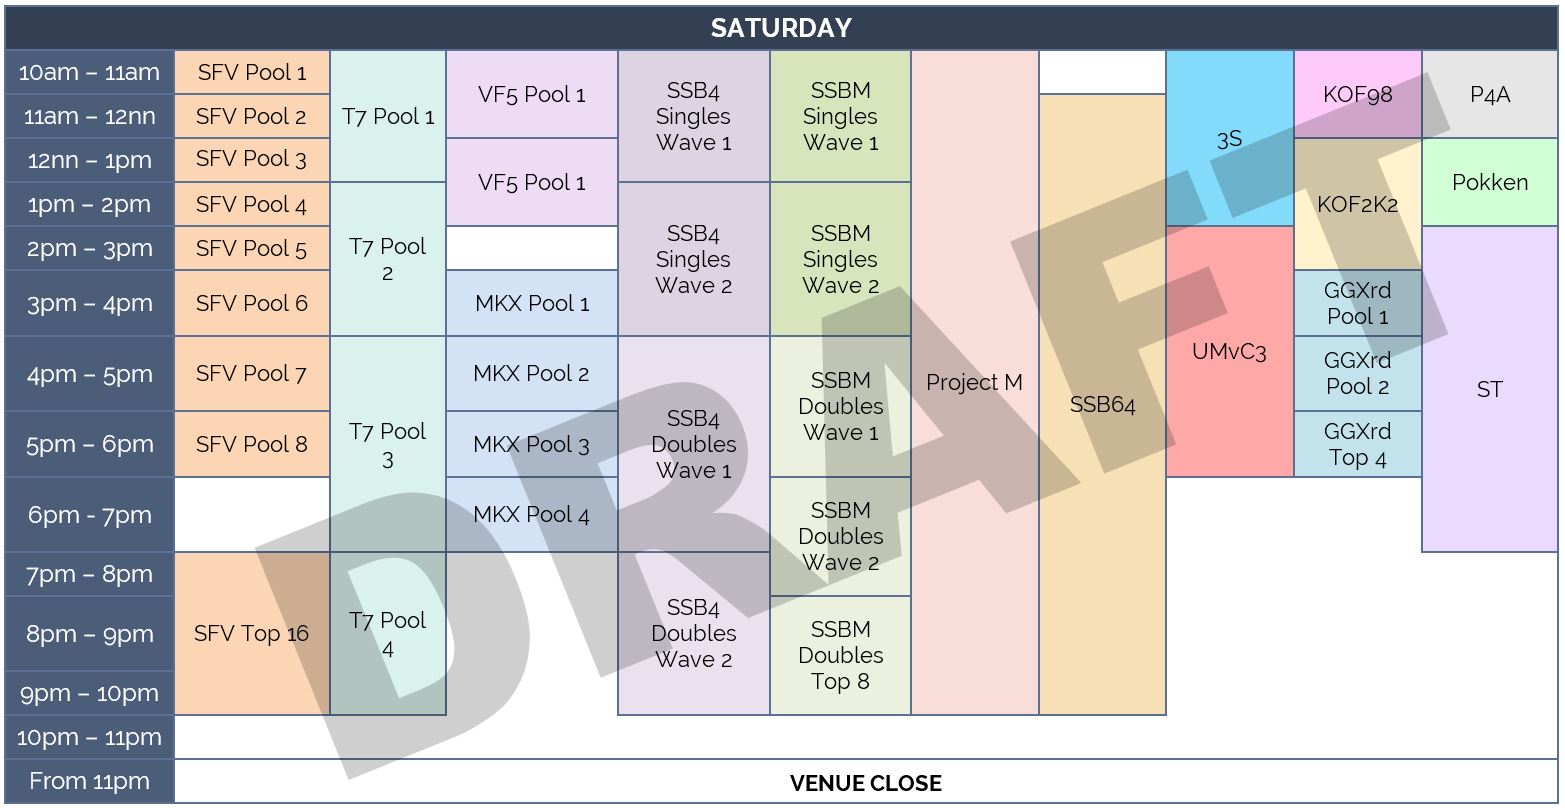 SATURDAY
10am – 11am
SFV Pool 1
T7 Pool 1
VF5 Pool 1
SSB4
Singles
Wave 1
SSBM
Singles
Wave 1
Project M
3S
KOF98
P4A
11am – 12nn
SFV Pool 2
SSB64
12nn – 1pm
SFV Pool 3
VF5 Pool 1
KOF2K2
Pokken
1pm – 2pm
SFV Pool 4
T7 Pool
2
SSB4
Singles
Wave 2
SSBM
Singles
Wave 2
2pm – 3pm
SFV Pool 5
UMvC3
ST
3pm – 4pm
SFV Pool 6
MKX Pool 1
GGXrd
Pool 1
4pm – 5pm
SFV Pool 7
T7 Pool
3
MKX Pool 2
SSB4
Doubles
Wave 1
SSBM
Doubles
Wave 1
GGXrd
Pool 2
5pm – 6pm
SFV Pool 8
MKX Pool 3
GGXrd
Top 4
6pm - 7pm
MKX Pool 4
SSBM
Doubles
Wave 2
7pm – 8pm
SFV Top 16
T7 Pool
4
SSB4
Doubles
Wave 2
8pm – 9pm
SSBM
Doubles
Top 8
9pm – 10pm
10pm – 11pm
From 11pm
VENUE CLOSE
DRAFT